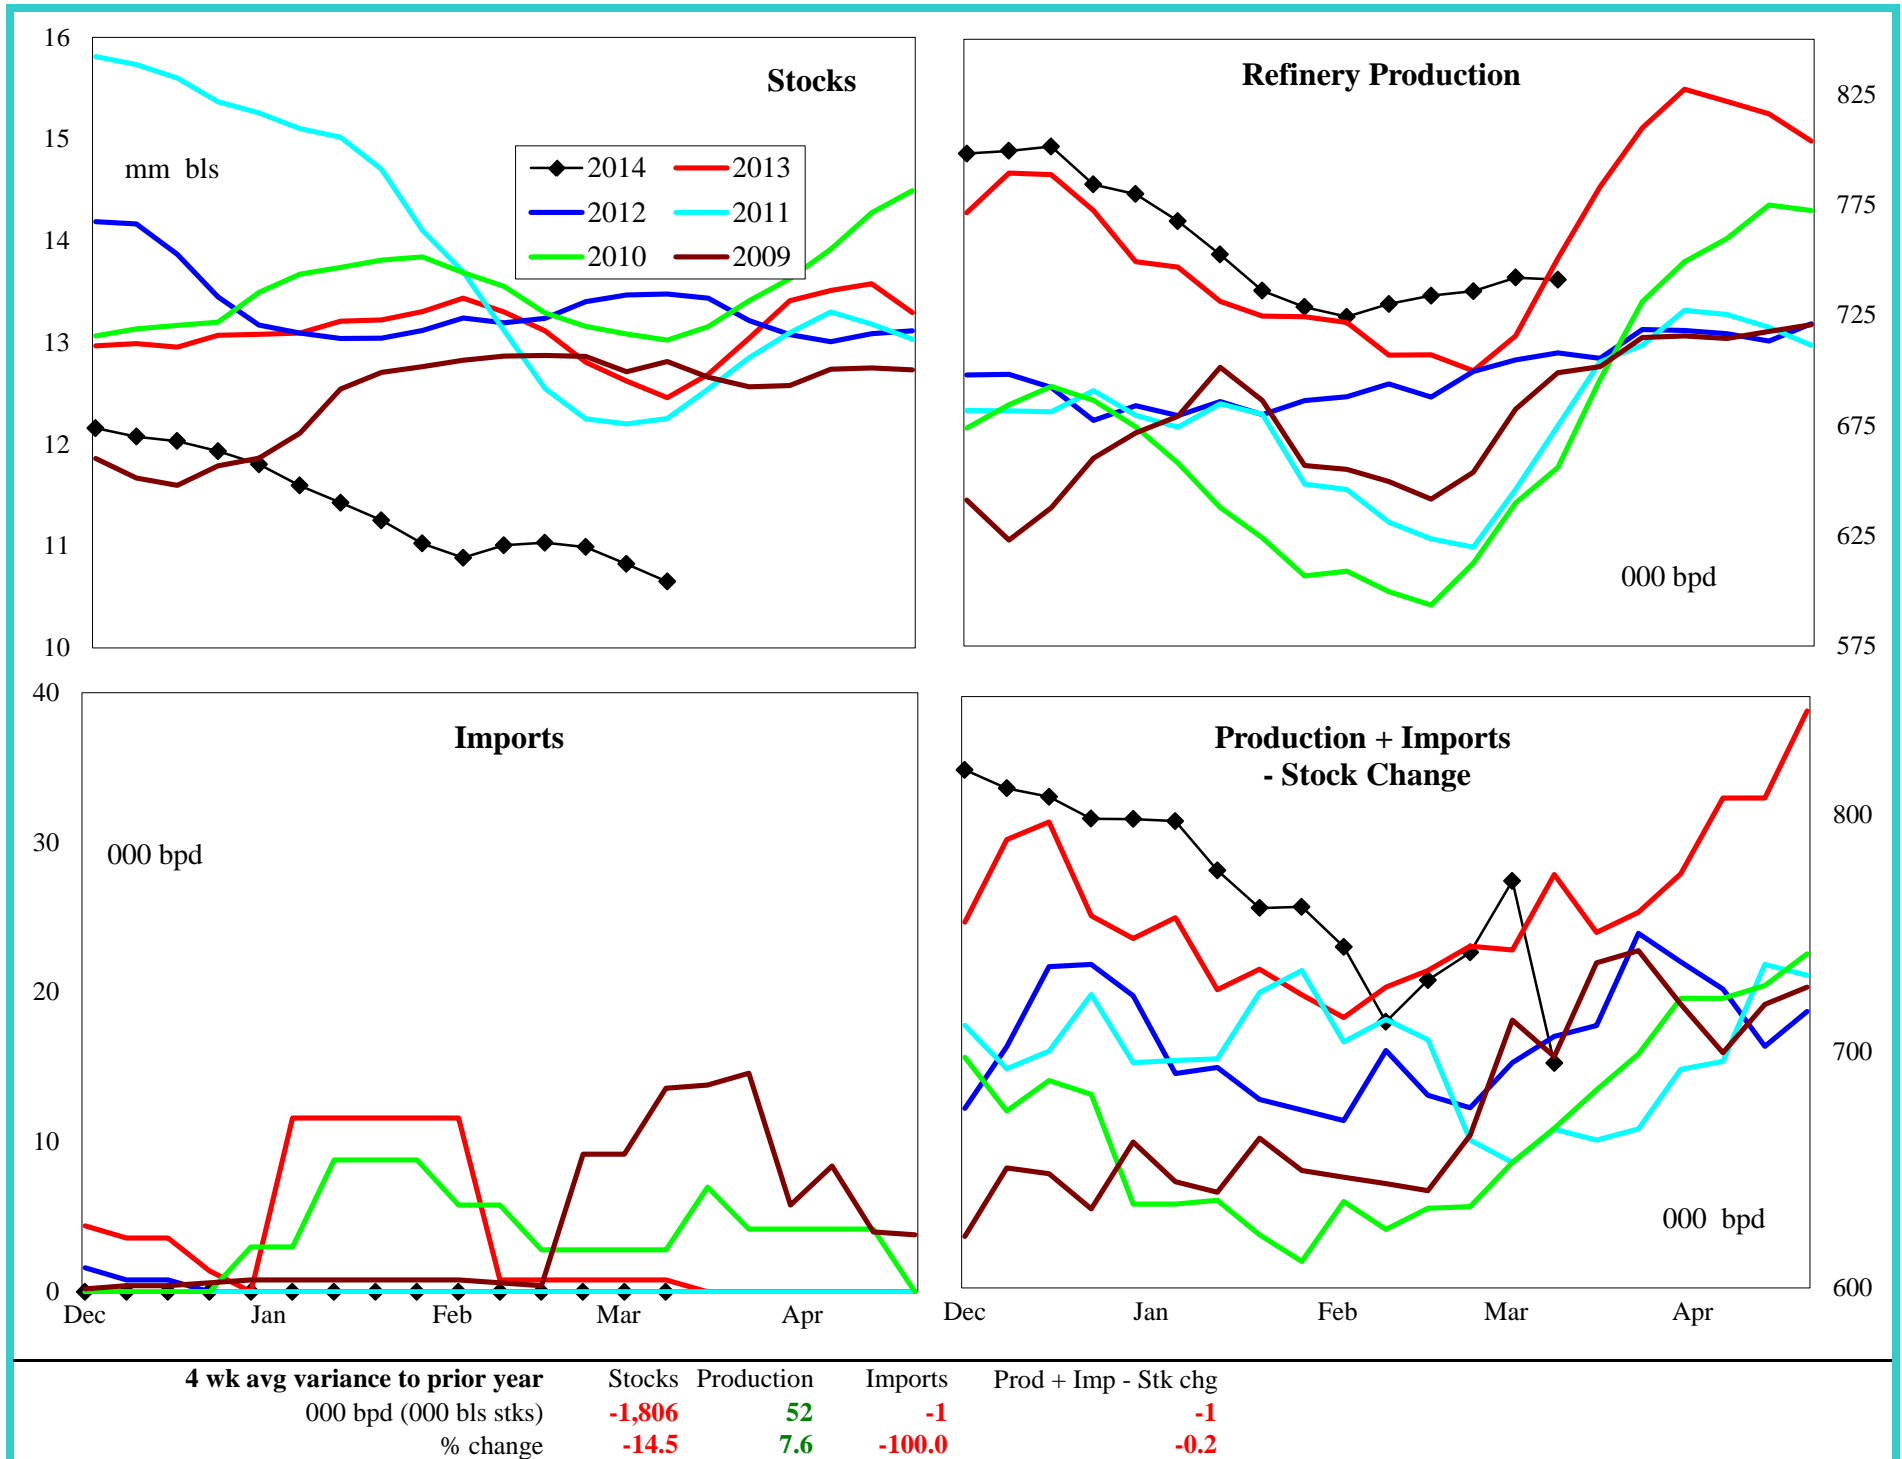 Stocks
mm bls
16
15
14
13
12
11
10
2014 2013
2012 2011
2010 2009
Refinery Production
000 bpd
825
775
725
675
625
575
Imports
000 bpd
40
30
20
10
0
Dec Jan Feb Mar Apr
Production + Imports
- Stock Change
000 bpd
800
700
600
Dec Jan Feb Mar Apr
4 wk avg variance to prior year Stocks Production Imports Prod + Imp - Stk chg
000 bpd (000 bls stks) -1,806 52 -1 -1
% change -14.5 7.6 -100.0 -0.2